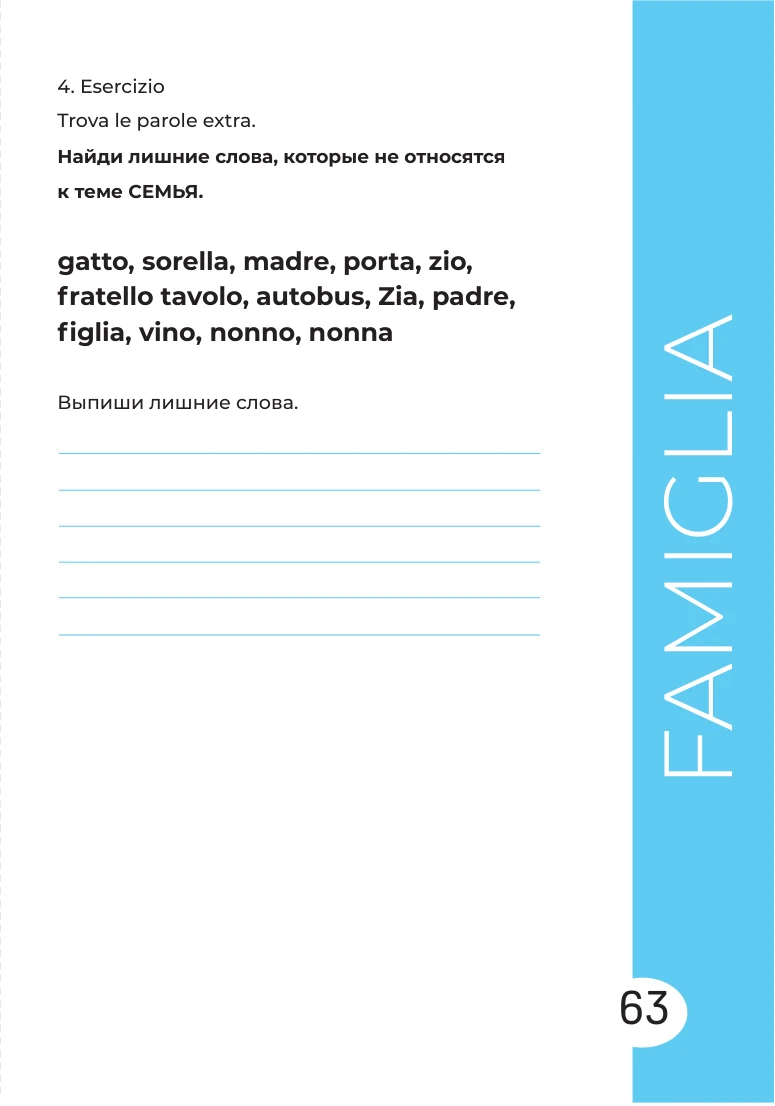 4. Esercizio
Trova le parole extra.
Найди лишние слова, которые не относятся
к теме СЕМЬЯ.
gatto, sorella, madre, porta, zio,
fratello tavolo, autobus, Zia, padre,
figlia, vino, nonno, nonna
Выпиши лишние слова.
FAMIGLIA
63